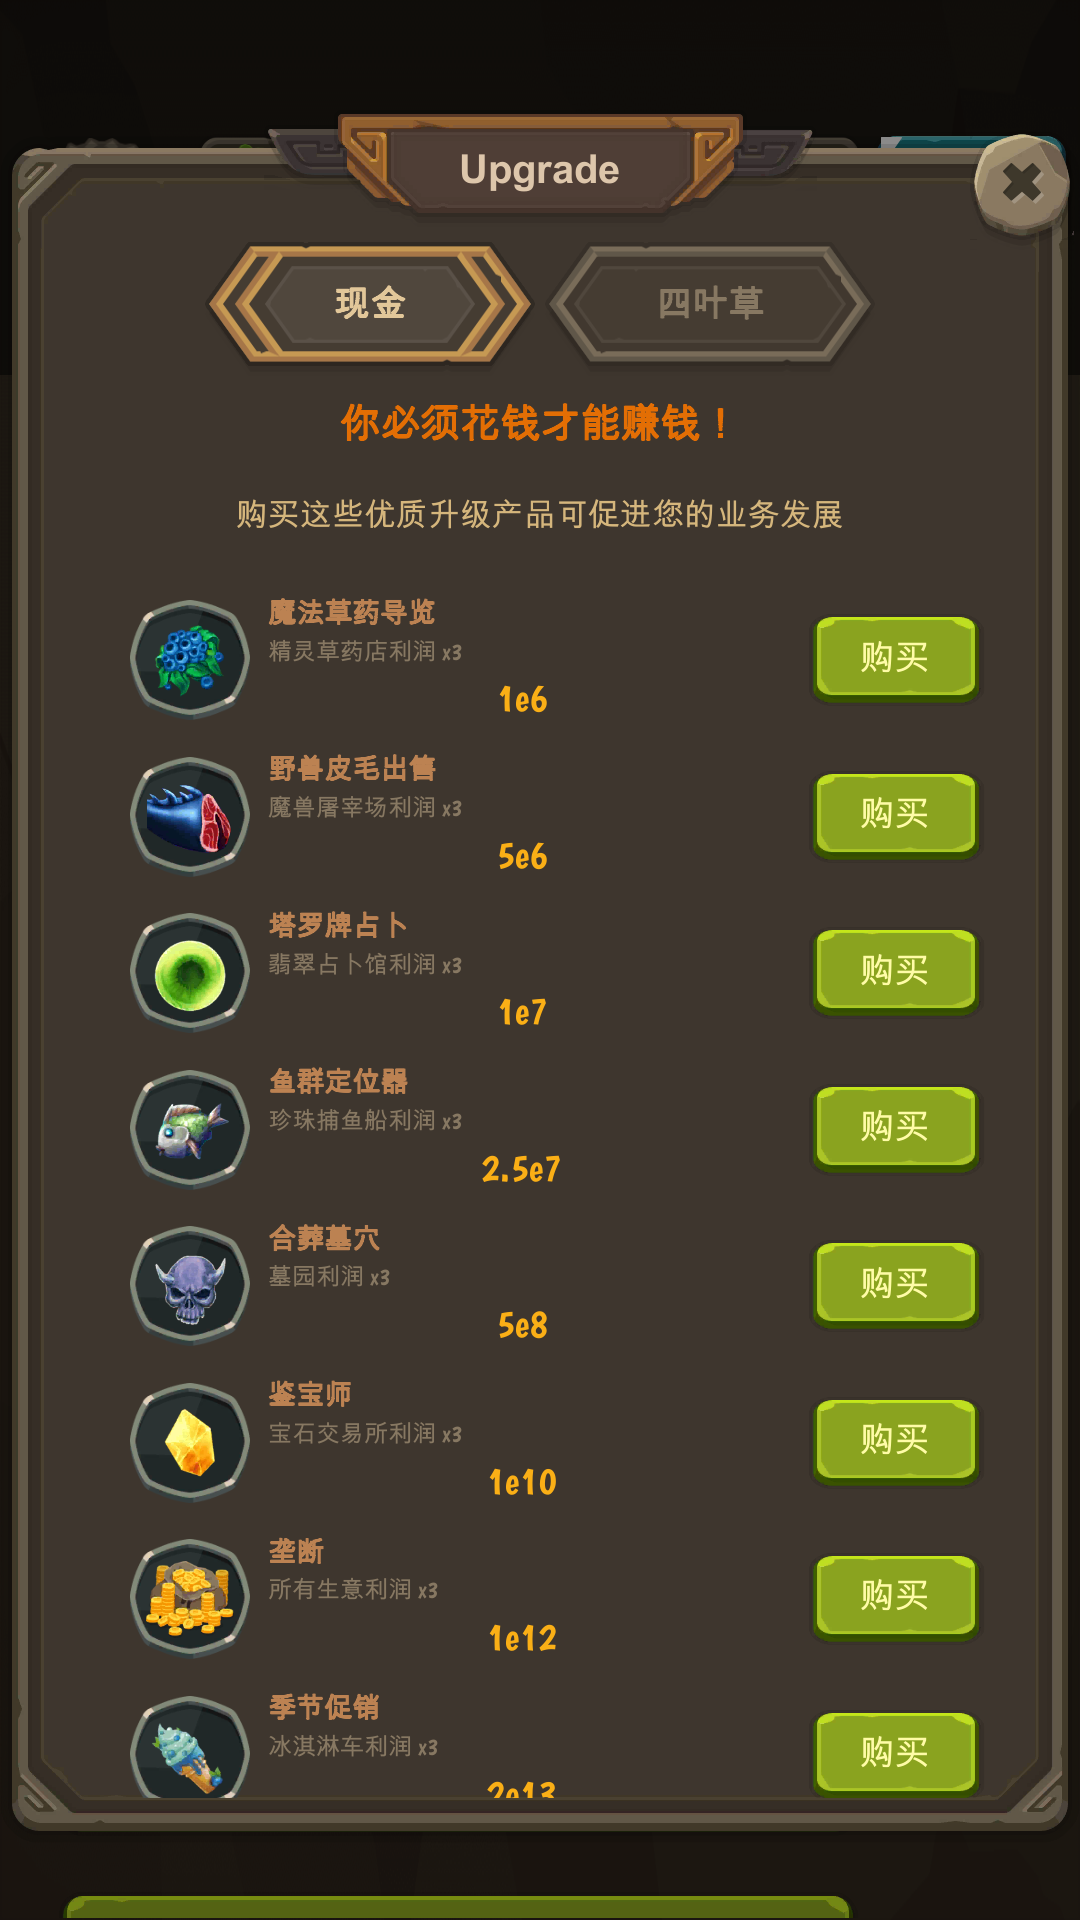 Upgrade
现金
四叶草
你必须花钱才能赚钱！
购买这些优质升级产品可促进您的业务发展
魔法草药导览
精灵草药店利润 x3
1e6
购买
野兽皮毛出售
魔兽屠宰场利润 x3
5e6
购买
塔罗牌占卜
翡翠占卜馆利润 x3
1e7
购买
鱼群定位器
珍珠捕鱼船利润 x3
2.5e7
购买
合葬墓穴
墓园利润 x3
5e8
购买
鉴宝师
宝石交易所利润 x3
1e10
购买
垄断
所有生意利润 x3
1e12
购买
季节促销
冰淇淋车利润 x3
2e13
购买